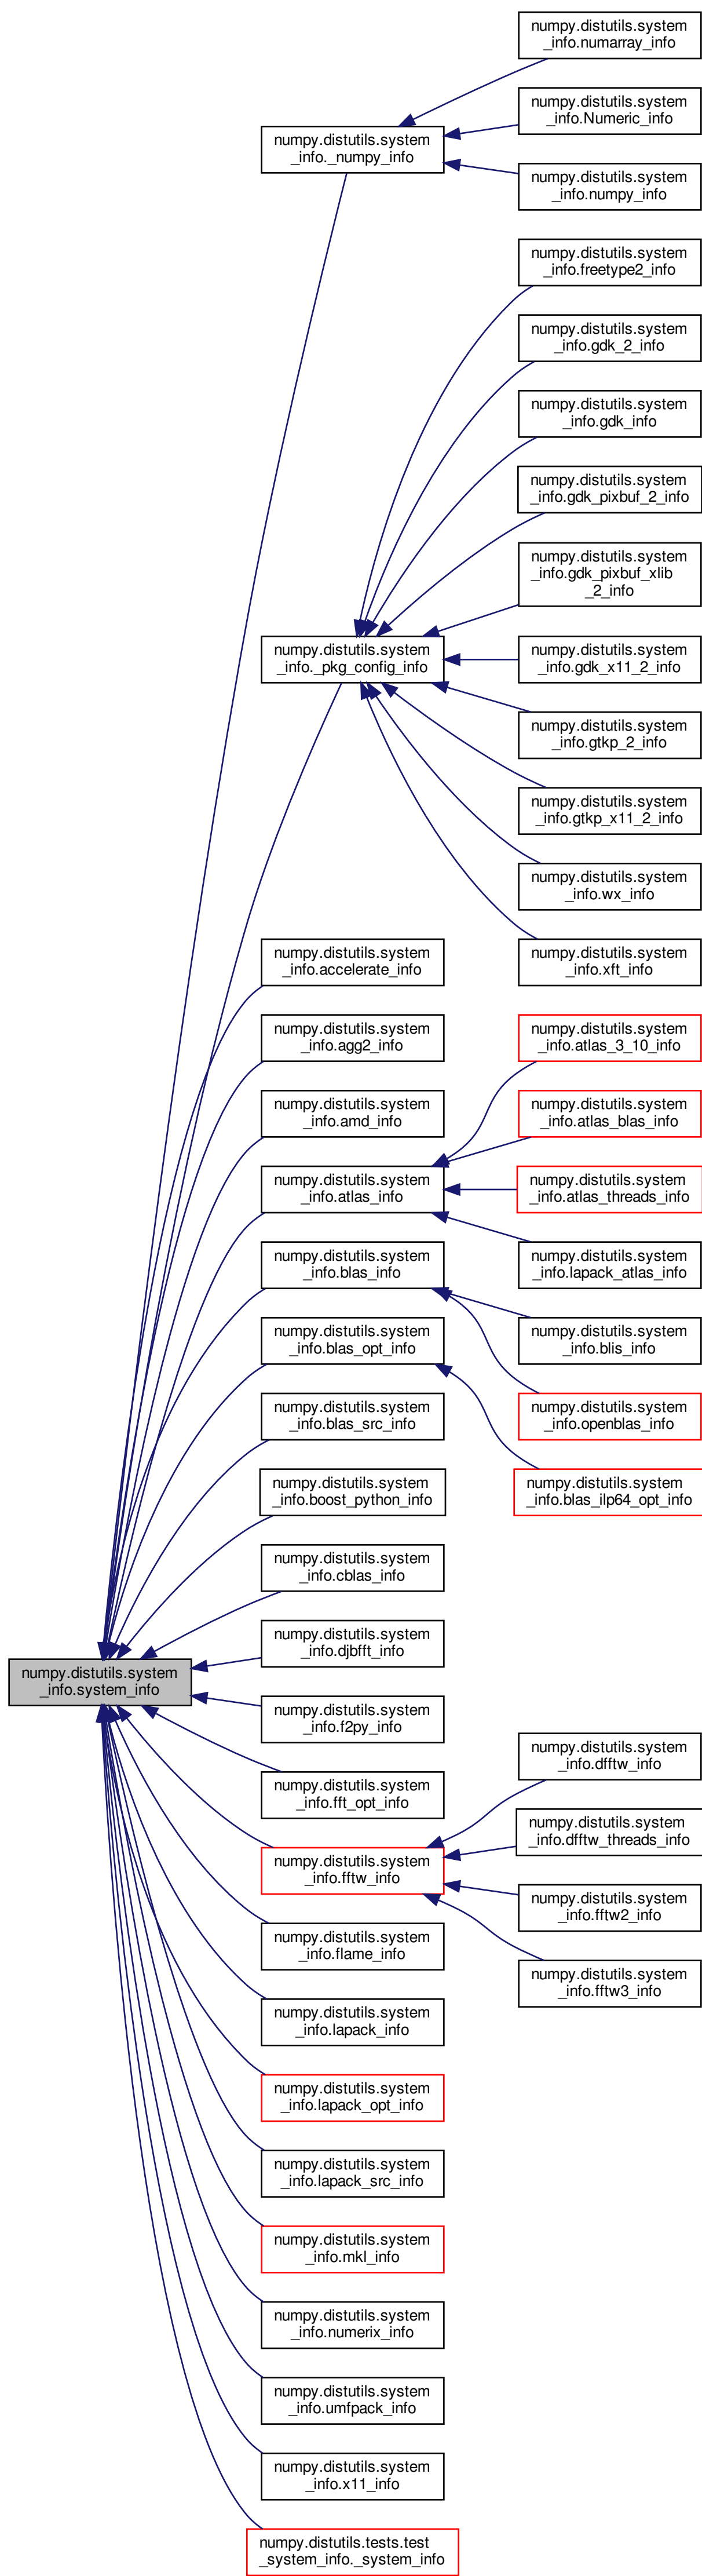 numpy.distutils.system
_info.numarray_info
numpy.distutils.system
_info.Numeric_info
numpy.distutils.system
_info._numpy_info
numpy.distutils.system
_info.numpy_info
numpy.distutils.system
_info.freetype2_info
numpy.distutils.system
_info.gdk_2_info
numpy.distutils.system
_info.gdk_info
numpy.distutils.system
_info.gdk_pixbuf_2_info
numpy.distutils.system
_info.gdk_pixbuf_xlib
_2_info
numpy.distutils.system
_info._pkg_config_info
numpy.distutils.system
_info.gdk_x11_2_info
numpy.distutils.system
_info.gtkp_2_info
numpy.distutils.system
_info.gtkp_x11_2_info
numpy.distutils.system
_info.wx_info
numpy.distutils.system
_info.accelerate_info
numpy.distutils.system
_info.xft_info
numpy.distutils.system
_info.agg2_info
numpy.distutils.system
_info.atlas_3_10_info
numpy.distutils.system
_info.amd_info
numpy.distutils.system
_info.atlas_blas_info
numpy.distutils.system
_info.atlas_info
numpy.distutils.system
_info.atlas_threads_info
numpy.distutils.system
_info.blas_info
numpy.distutils.system
_info.lapack_atlas_info
numpy.distutils.system
_info.blas_opt_info
numpy.distutils.system
_info.blis_info
numpy.distutils.system
_info.blas_src_info
numpy.distutils.system
_info.openblas_info
numpy.distutils.system
_info.boost_python_info
numpy.distutils.system
_info.blas_ilp64_opt_info
numpy.distutils.system
_info.cblas_info
numpy.distutils.system
_info.djbfft_info
numpy.distutils.system
_info.system_info
numpy.distutils.system
_info.f2py_info
numpy.distutils.system
_info.fft_opt_info
numpy.distutils.system
_info.dfftw_info
numpy.distutils.system
_info.fftw_info
numpy.distutils.system
_info.dfftw_threads_info
numpy.distutils.system
_info.flame_info
numpy.distutils.system
_info.fftw2_info
numpy.distutils.system
_info.lapack_info
numpy.distutils.system
_info.fftw3_info
numpy.distutils.system
_info.lapack_opt_info
numpy.distutils.system
_info.lapack_src_info
numpy.distutils.system
_info.mkl_info
numpy.distutils.system
_info.numerix_info
numpy.distutils.system
_info.umfpack_info
numpy.distutils.system
_info.x11_info
numpy.distutils.tests.test
_system_info._system_info